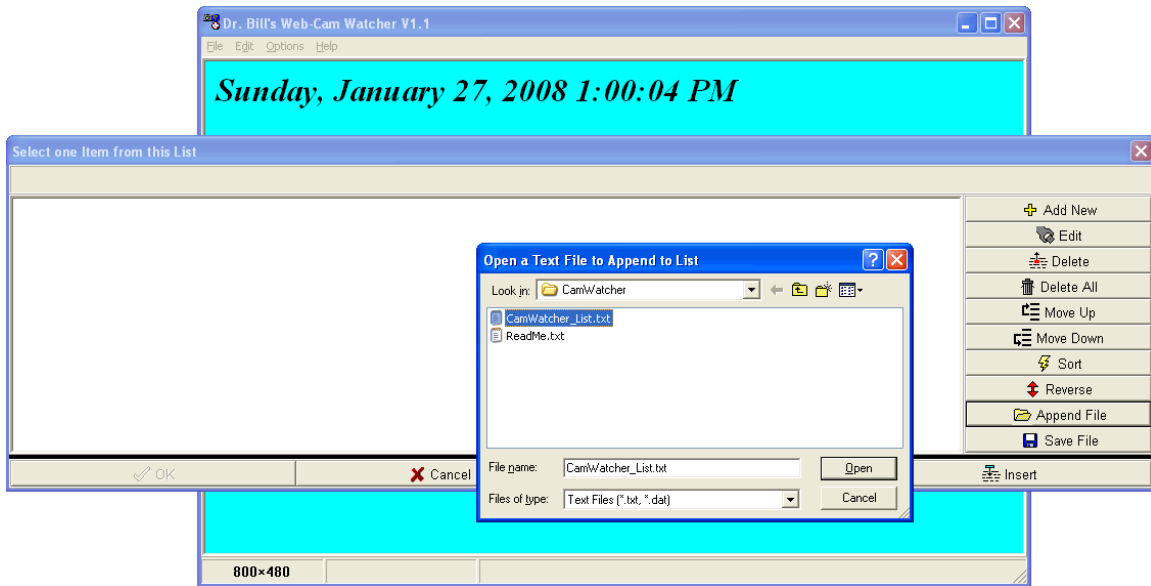 Dr. Bill's Web-Cam Watcher V1.1
File Edit Options Help
Sunday, January 27, 2008 1:00:04 PM
Select one Item from this List
Add New
Edit
Delete
Delete All
Move Up
Move Down
Sort
Reverse
Append File
Save File
Open a Text File to Append to List
Look in: CamWatcher
CamWatcher_List.txt
ReadMe.txt
File name: CamWatcher_List.txt Open
Files of type: Text Files (*.txt, *.dat) Cancel
OK Cancel Insert
800×480